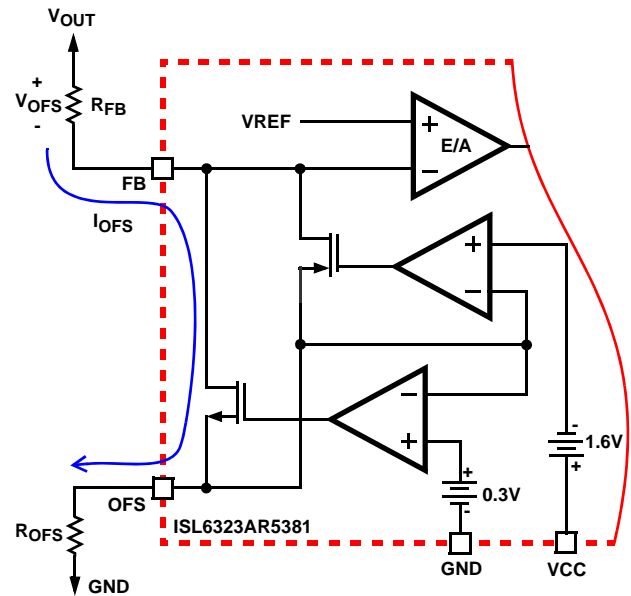 VOUT
+
VOFS
-
RFB
VREF
+
E/A
−
FB
IOFS
+
−
−
+
-
1.6V
+
+
0.3V
-
OFS
ISL6323AR5381
ROFS
GND
GND
VCC